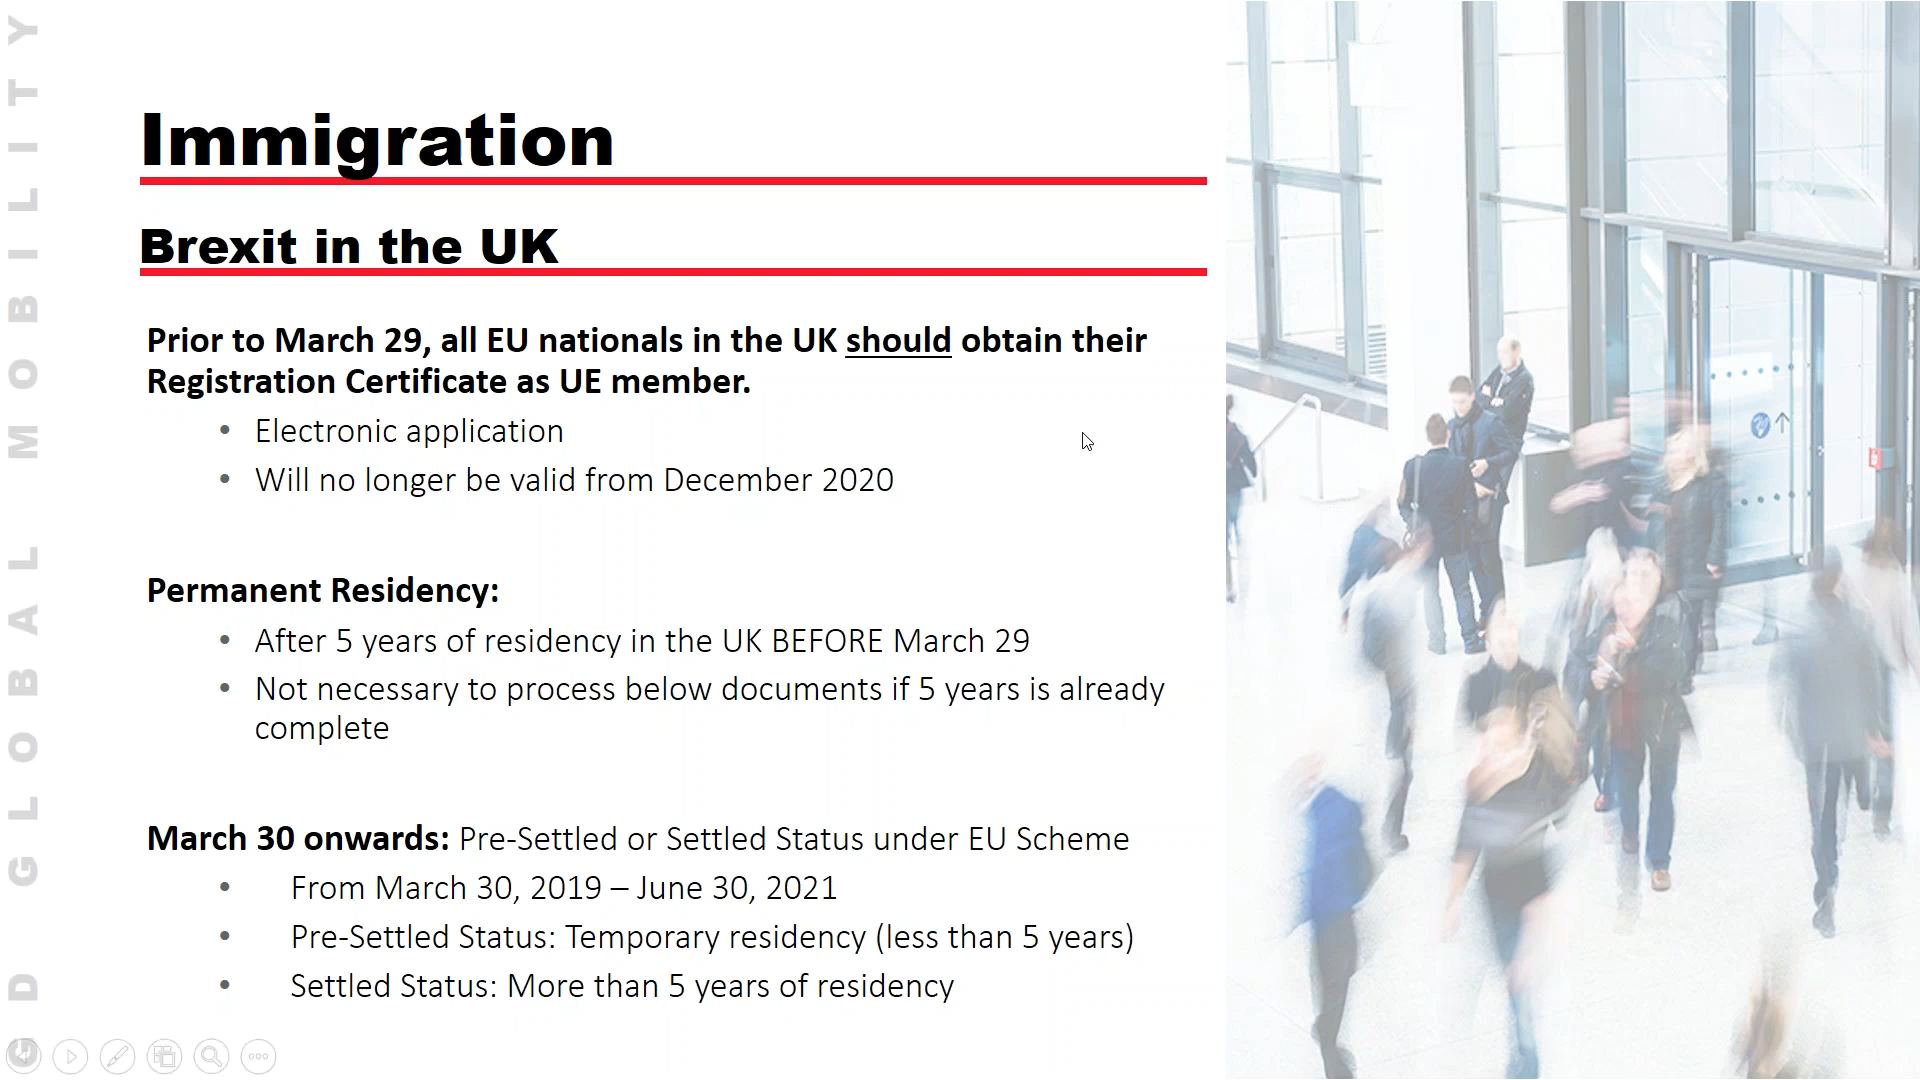 Immigration
Brexit in the UK
Prior to March 29, all EU nationals in the UK should obtain their
Registration Certificate as UE member.
• Electronic application
• Will no longer be valid from December 2020
Permanent Residency:
• After 5 years of residency in the UK BEFORE March 29
• Not necessary to process below documents if 5 years is already
complete
March 30 onwards: Pre-Settled or Settled Status under EU Scheme
• From March 30, 2019 – June 30, 2021
• Pre-Settled Status: Temporary residency (less than 5 years)
• Settled Status: More than 5 years of residency
CD GLOBAL MOBILITY